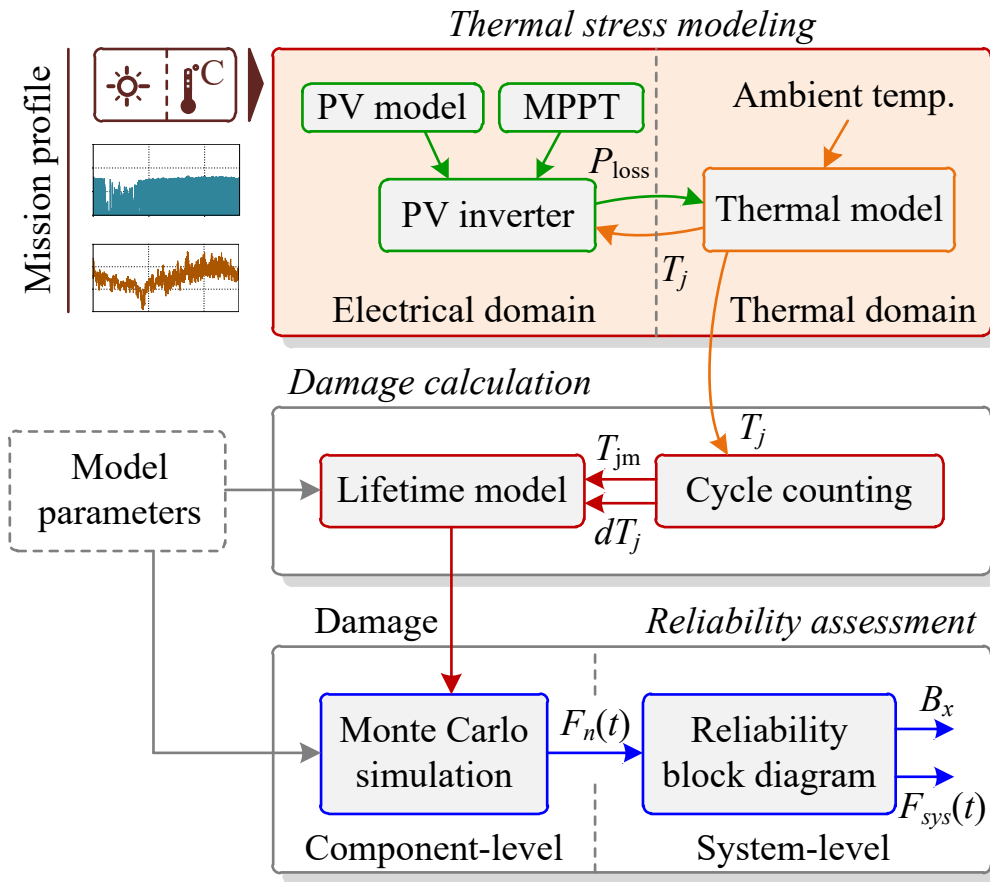 Thermal stress modeling
Mission profile
°C
PV model
MPPT
Ambient temp.
P_loss
PV inverter
Thermal model
T_j
Electrical domain
Thermal domain
Damage calculation
T_j
Model
parameters
T_jm
Lifetime model
Cycle counting
dT_j
Damage
Reliability assessment
Monte Carlo
simulation
F_n(t)
Reliability
block diagram
B_x
F_sys(t)
Component-level
System-level